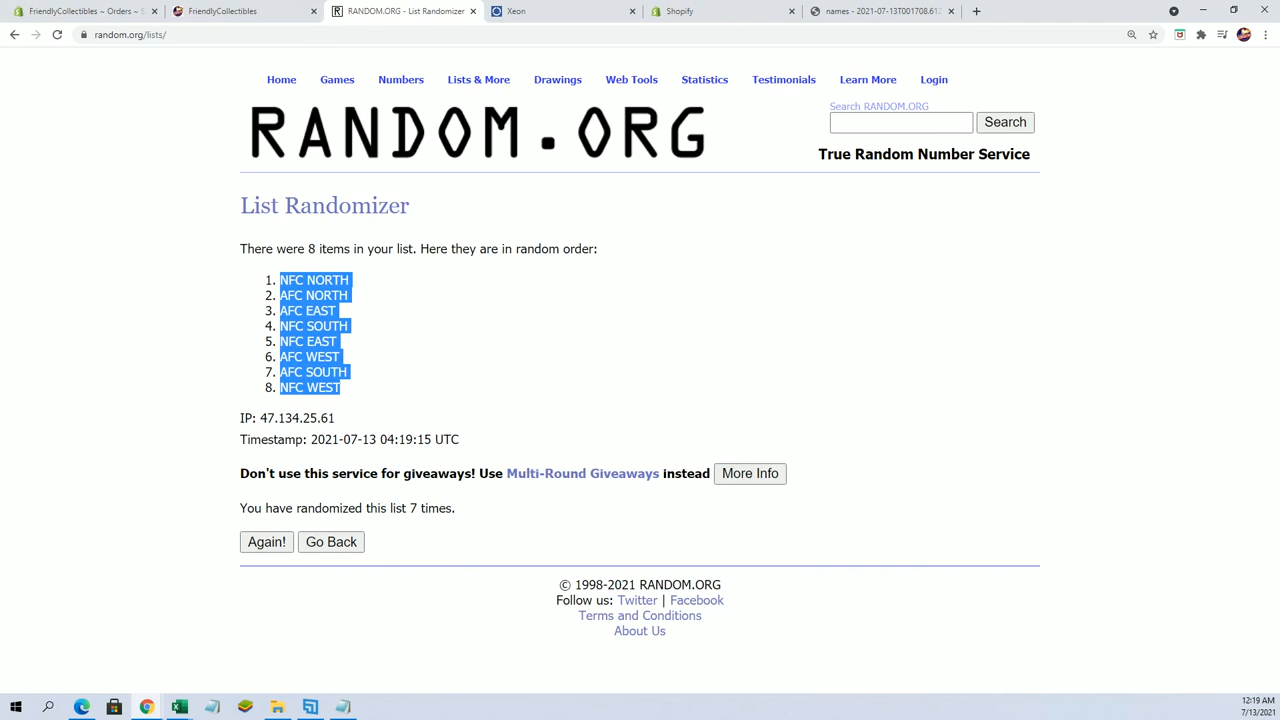 FriendlyCollectibles ~ Orders ~ S
FriendlyCollectibles
RANDOM.ORG - List Randomizer
Xeon
Shopify
names - 2021-07-13T001708.612
random.org/lists/
Home Games Numbers Lists & More Drawings Web Tools Statistics Testimonials Learn More Login
RANDOM.ORG
Search RANDOM.ORG
Search
True Random Number Service
List Randomizer
There were 8 items in your list. Here they are in random order:
1. NFC NORTH
2. AFC NORTH
3. AFC EAST
4. NFC SOUTH
5. NFC EAST
6. AFC WEST
7. AFC SOUTH
8. NFC WEST
IP: 47.134.25.61
Timestamp: 2021-07-13 04:19:15 UTC
Don't use this service for giveaways! Use Multi-Round Giveaways instead More Info
You have randomized this list 7 times.
Again! Go Back
© 1998-2021 RANDOM.ORG
Follow us: Twitter | Facebook
Terms and Conditions
About Us
12:19 AM
7/13/2021